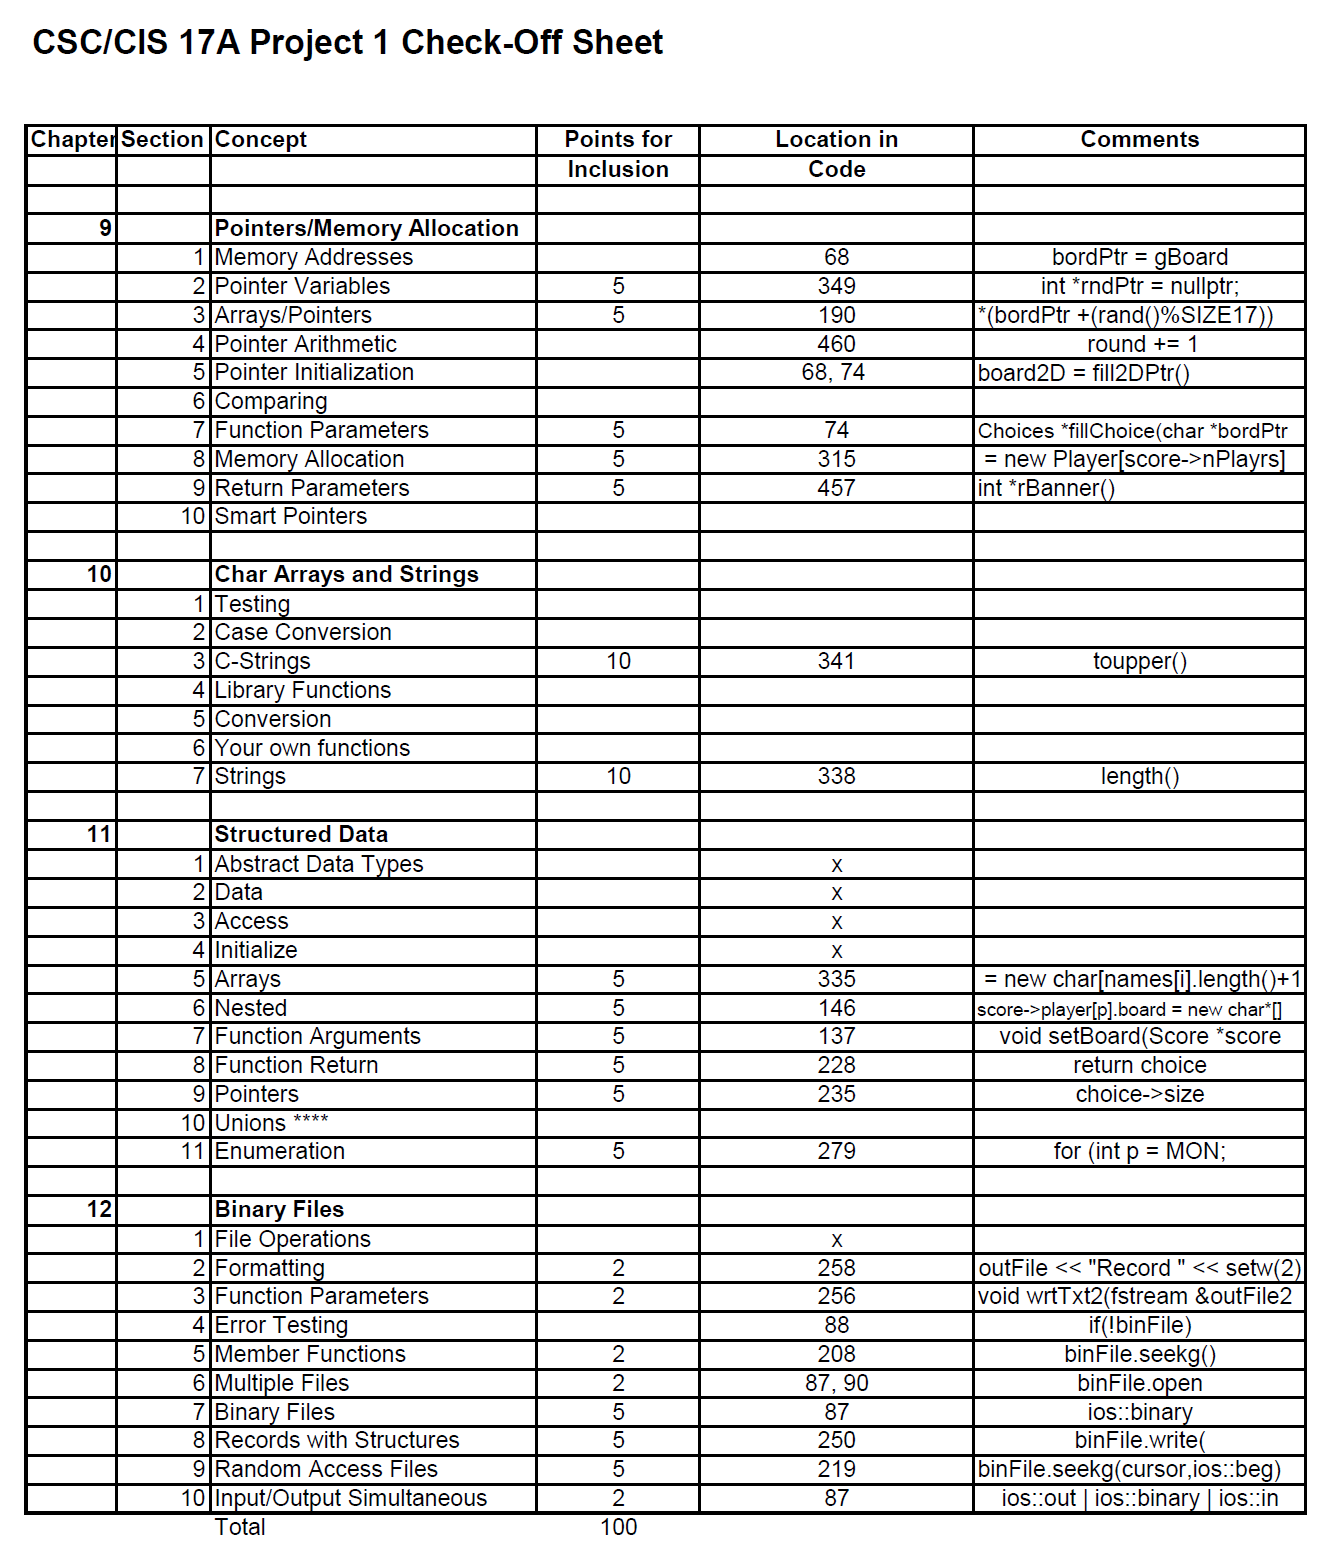 CSC/CIS 17A Project 1 Check-Off Sheet
Chapter Section Concept Points for Location in Comments
Inclusion Code
9 Pointers/Memory Allocation
1 Memory Addresses 68 bordPtr = gBoard
2 Pointer Variables 5 349 int *rndPtr = nullptr;
3 Arrays/Pointers 5 190 *(bordPtr +(rand()%SIZE17))
4 Pointer Arithmetic 460 round += 1
5 Pointer Initialization 68, 74 board2D = fill2DPtr()
6 Comparing
7 Function Parameters 5 74 Choices *fillChoice(char *bordPtr
8 Memory Allocation 5 315 = new Player[score->nPlayrs]
9 Return Parameters 5 457 int *rBanner()
10 Smart Pointers
10 Char Arrays and Strings
1 Testing
2 Case Conversion
3 C-Strings 10 341 toupper()
4 Library Functions
5 Conversion
6 Your own functions
7 Strings 10 338 length()
11 Structured Data
1 Abstract Data Types x
2 Data x
3 Access x
4 Initialize x
5 Arrays 5 335 = new char[names[i].length()+1
6 Nested 5 146 score->player[p].board = new char*[]
7 Function Arguments 5 137 void setBoard(Score *score
8 Function Return 5 228 return choice
9 Pointers 5 235 choice->size
10 Unions ****
11 Enumeration 5 279 for (int p = MON;
12 Binary Files
1 File Operations x
2 Formatting 2 258 outFile << "Record " << setw(2)
3 Function Parameters 2 256 void wrtTxt2(fstream &outFile2
4 Error Testing 88 if(!binFile)
5 Member Functions 2 208 binFile.seekg()
6 Multiple Files 2 87, 90 binFile.open
7 Binary Files 5 87 ios::binary
8 Records with Structures 5 250 binFile.write(
9 Random Access Files 5 219 binFile.seekg(cursor,ios::beg)
10 Input/Output Simultaneous 2 87 ios::out | ios::binary | ios::in
Total 100